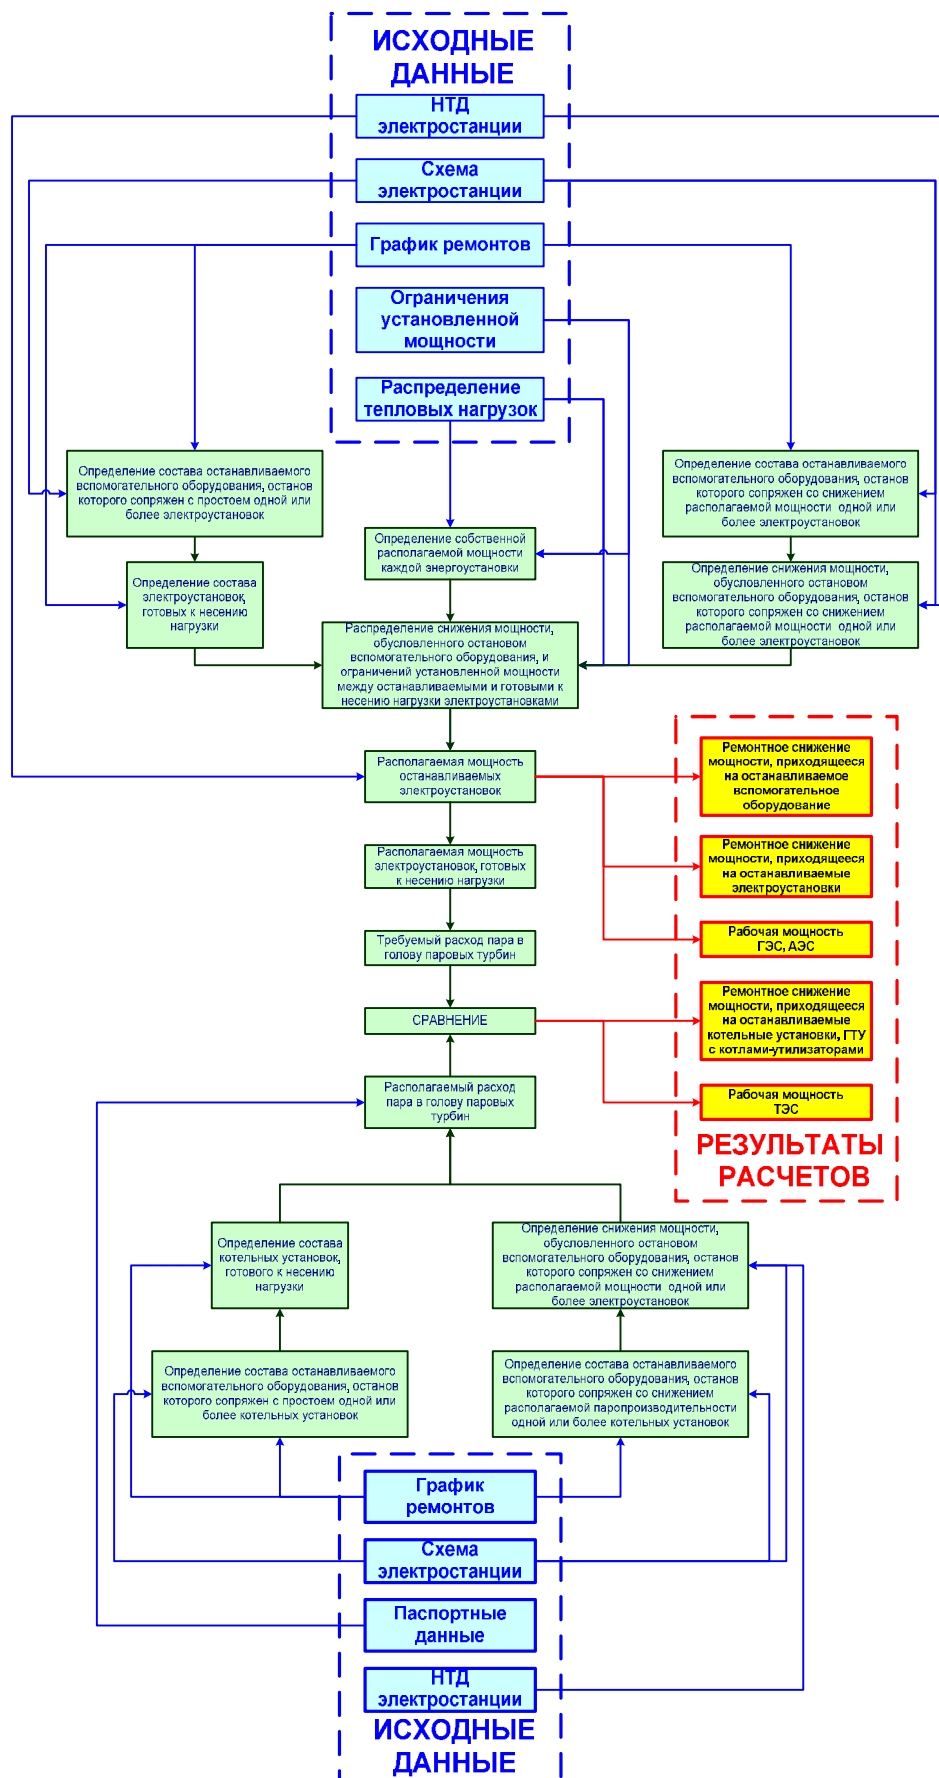 ИСХОДНЫЕ
ДАННЫЕ
НТД
электростанции
Схема
электростанции
График ремонтов
Ограничения
установленной
мощности
Распределение
тепловых нагрузок
Определение состава останавливаемого
вспомогательного оборудования, останов
которого сопряжен с простоем одной или
более электроустановок
Определение состава останавливаемого
вспомогательного оборудования, останов
которого сопряжен со снижением
располагаемой мощности одной или
более электроустановок
Определение собственной
располагаемой мощности
каждой энергоустановки
Определение состава
электроустановок,
готовых к несению
нагрузки
Определение снижения мощности,
обусловленного остановом
вспомогательного оборудования, останов
которого сопряжен со снижением
располагаемой мощности одной или
более электроустановок
Распределение снижения мощности,
обусловленного остановом
вспомогательного оборудования, и
ограничений установленной мощности
между останавливаемыми и готовыми к
несению нагрузки электроустановками
Располагаемая мощность
останавливаемых
электроустановок
Ремонтное снижение
мощности, приходящееся
на останавливаемое
вспомогательное
оборудование
Располагаемая мощность
электроустановок, готовых
к несению нагрузки
Ремонтное снижение
мощности, приходящееся
на останавливаемые
электроустановки
Требуемый расход пара в
голову паровых турбин
Рабочая мощность
ГЭС, АЭС
СРАВНЕНИЕ
Ремонтное снижение
мощности, приходящееся
на останавливаемые
котельные установки, ГТУ
с котлами-утилизаторами
Располагаемый расход
пара в голову паровых
турбин
Рабочая мощность
ТЭС
РЕЗУЛЬТАТЫ
РАСЧЕТОВ
Определение состава
котельных установок,
готового к несению
нагрузки
Определение снижения мощности,
обусловленного остановом
вспомогательного оборудования, останов
которого сопряжен со снижением
располагаемой мощности одной или
более электроустановок
Определение состава останавливаемого
вспомогательного оборудования, останов
которого сопряжен с простоем одной или
более котельных установок
Определение состава останавливаемого
вспомогательного оборудования, останов
которого сопряжен со снижением
располагаемой паропроизводительности
одной или более котельных установок
График
ремонтов
Схема
электростанции
Паспортные
данные
НТД
электростанции
ИСХОДНЫЕ
ДАННЫЕ